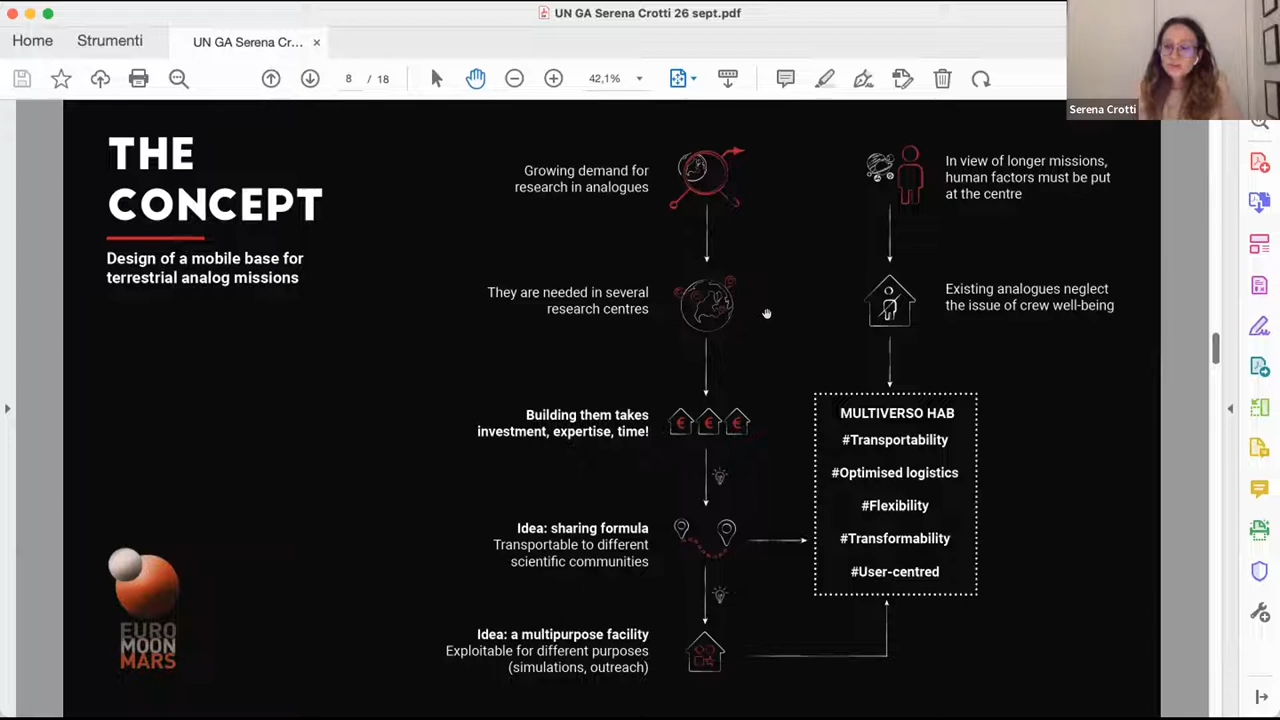 UN GA Serena Crotti 26 sept.pdf
Home
Strumenti
UN GA Serena Cr...
8 / 18
42,1%
Serena Crotti
THE
CONCEPT
Design of a mobile base for
terrestrial analog missions
Growing demand for
research in analogues
They are needed in several
research centres
Building them takes
investment, expertise, time!
€ € €
Idea: sharing formula
Transportable to different
scientific communities
Idea: a multipurpose facility
Exploitable for different purposes
(simulations, outreach)
In view of longer missions,
human factors must be put
at the centre
Existing analogues neglect
the issue of crew well-being
MULTIVERSO HAB
#Transportability
#Optimised logistics
#Flexibility
#Transformability
#User-centred
EURO
MOON
MARS